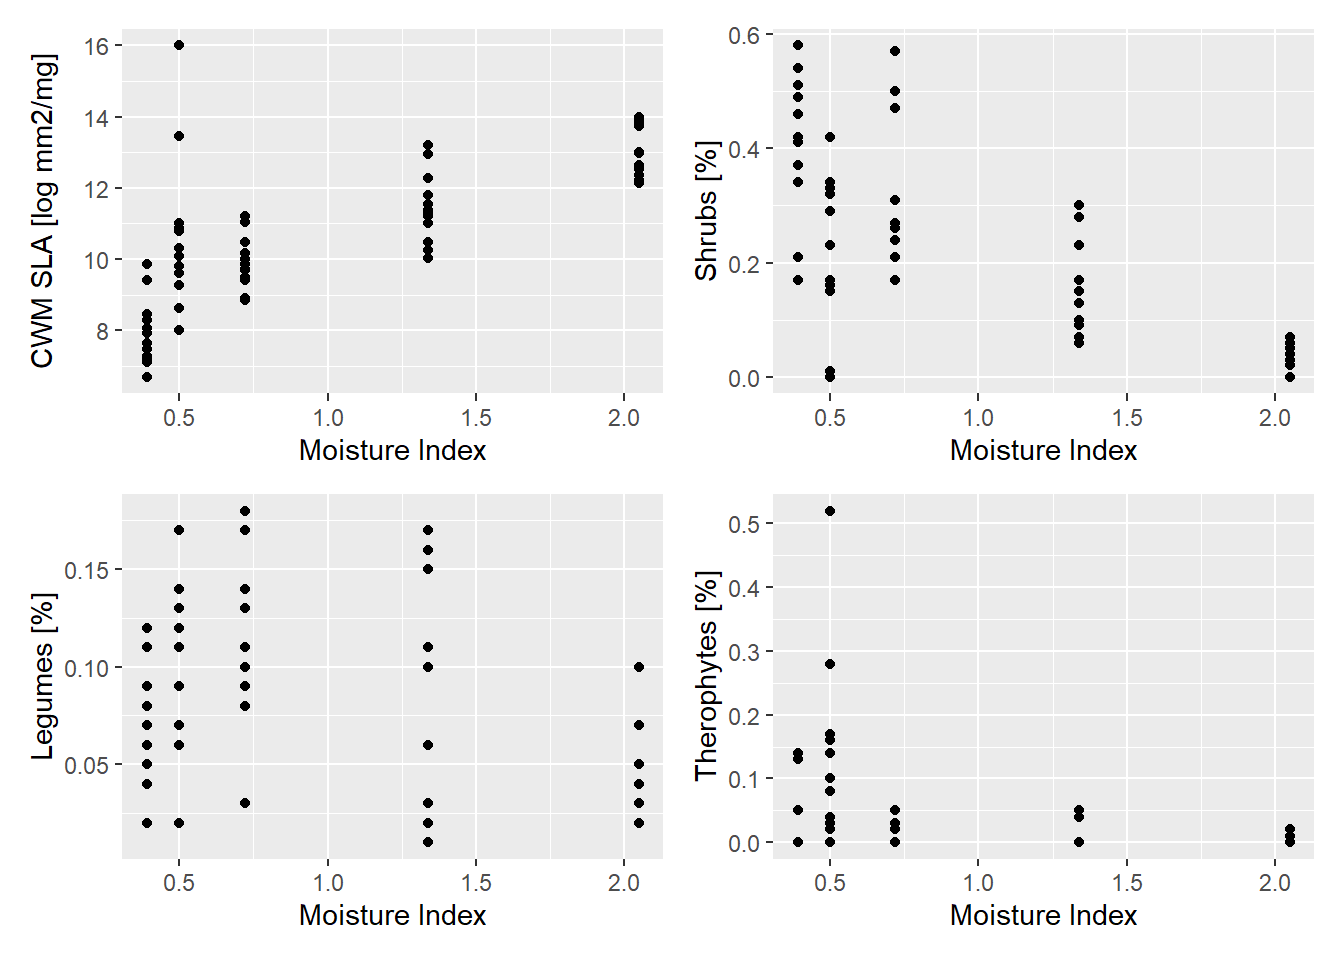 CWM SLA [log mm2/mg]
16
14
12
10
8
0.5 1.0 1.5 2.0
Moisture Index
Shrubs [%]
0.6
0.4
0.2
0.0
0.5 1.0 1.5 2.0
Moisture Index
Legumes [%]
0.15
0.10
0.05
0.5 1.0 1.5 2.0
Moisture Index
Therophytes [%]
0.5
0.4
0.3
0.2
0.1
0.0
0.5 1.0 1.5 2.0
Moisture Index